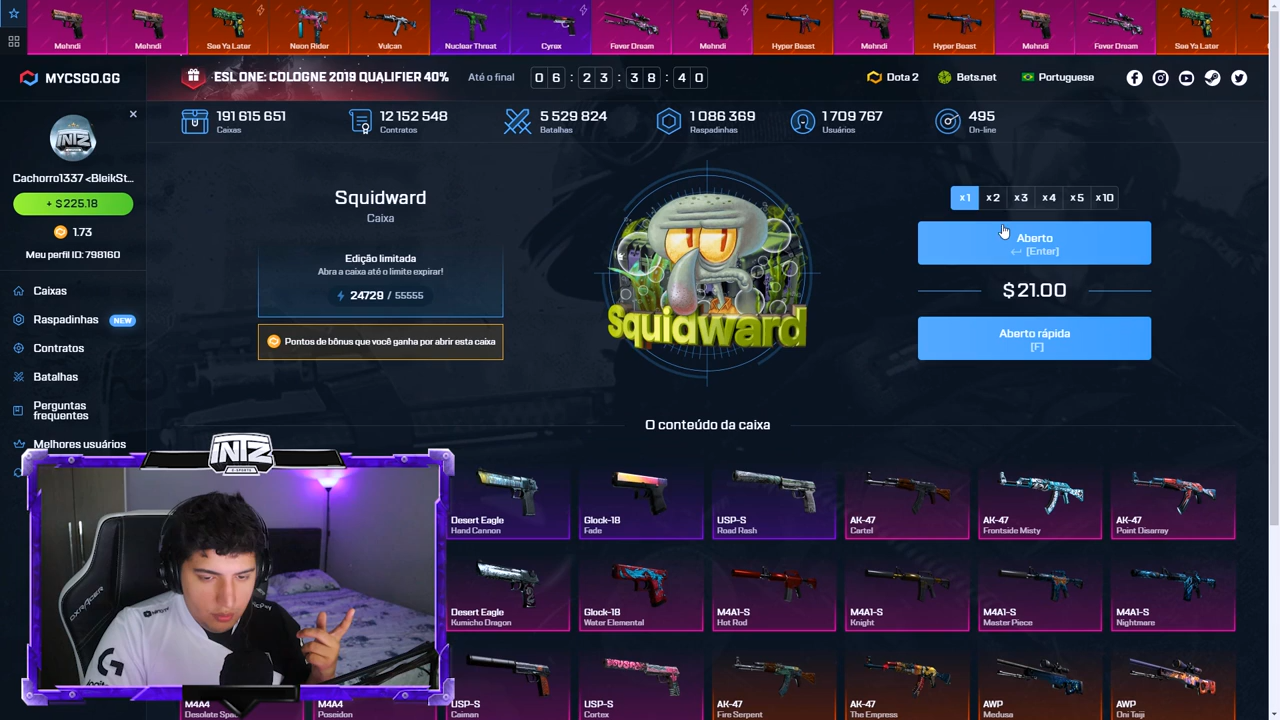 Mehndi
Mehndi
See Ya Later
Neon Rider
Vulcan
Nuclear Threat
Cyrex
Fever Dream
Mehndi
Hyper Beast
Mehndi
Hyper Beast
Mehndi
Fever Dream
See Ya Later
MYCSGO.GG
ESL ONE: COLOGNE 2019 QUALIFIER 40%
Até o final
0 6 : 2 3 : 3 8 : 4 0
Dota 2
Bets.net
Portuguese
191 615 651
Caixas
12 152 548
Contratos
5 529 824
Batalhas
1 086 369
Raspadinhas
1 709 767
Usuários
495
On-line
Cachorro1337 <BleikSt...
+ $225.18
1.73
Meu perfil ID: 798160
Caixas
Raspadinhas NEW
Contratos
Batalhas
Perguntas
frequentes
Melhores usuários
Squidward
Caixa
Edição limitada
Abra a caixa até o limite expirar!
24729 / 55555
Pontos de bônus que você ganha por abrir esta caixa
Squidward
x1 x2 x3 x4 x5 x10
Aberto
[Enter]
$21.00
Aberto rápida
[F]
O conteúdo da caixa
Desert Eagle
Hand Cannon
Glock-18
Fade
USP-S
Road Rash
AK-47
Cartel
AK-47
Frontside Misty
AK-47
Point Disarray
Desert Eagle
Kumicho Dragon
Glock-18
Water Elemental
M4A1-S
Hot Rod
M4A1-S
Knight
M4A1-S
Master Piece
M4A1-S
Nightmare
M4A4
M4A4
Poseidon
USP-S
Caiman
USP-S
Cortex
AK-47
Fire Serpent
AK-47
The Empress
AWP
Medusa
AWP
Oni Taiji
INTZ
DXRACER